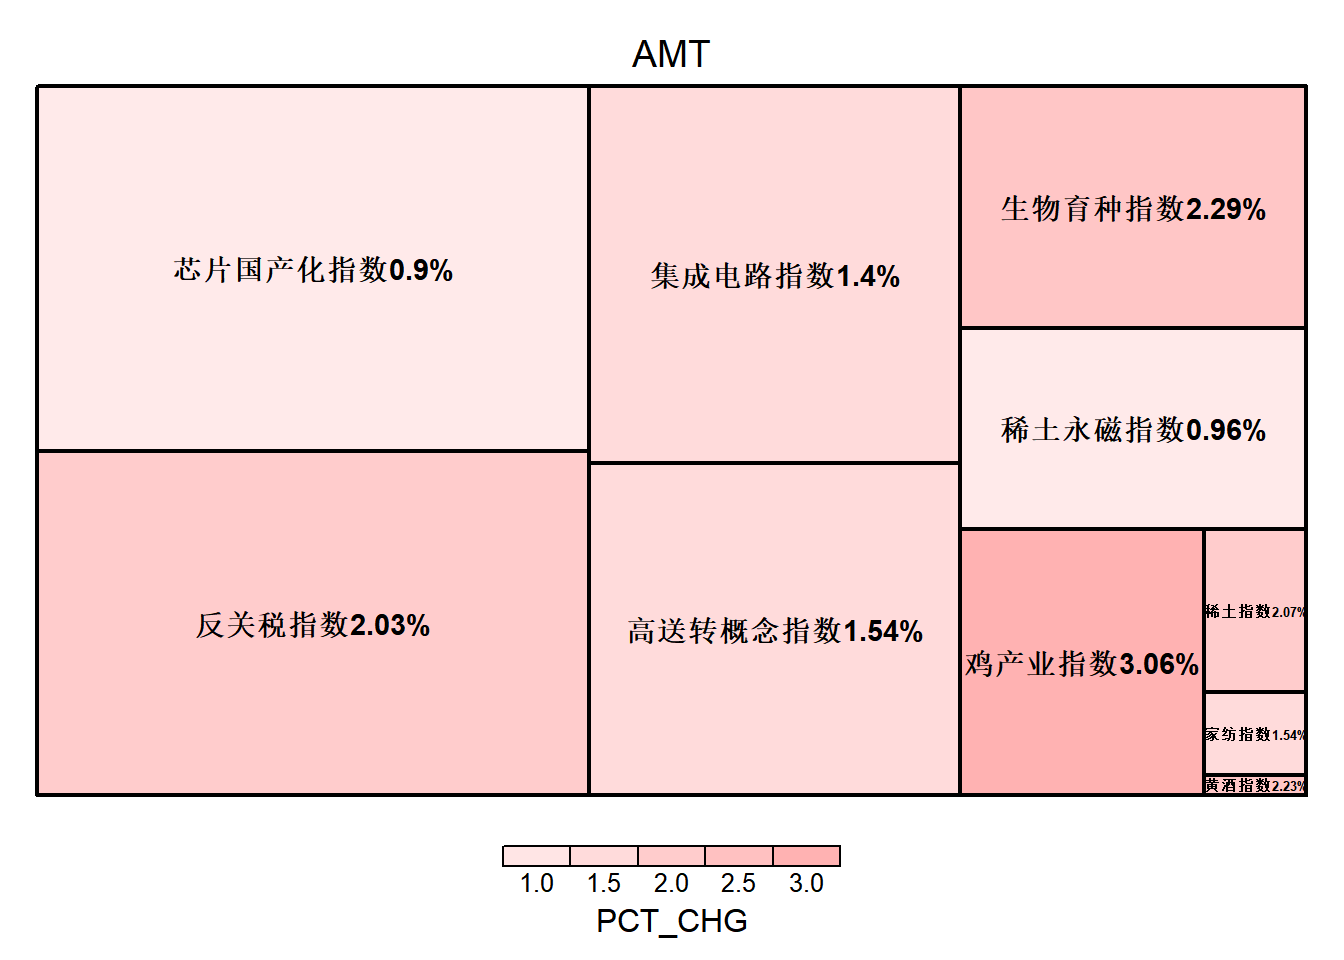 AMT
芯片国产化指数0.9%
反关税指数2.03%
集成电路指数1.4%
高送转概念指数1.54%
生物育种指数2.29%
稀土永磁指数0.96%
鸡产业指数3.06%
稀土指数2.07%
家纺指数1.54%
黄酒指数2.23%
1.0 1.5 2.0 2.5 3.0
PCT_CHG